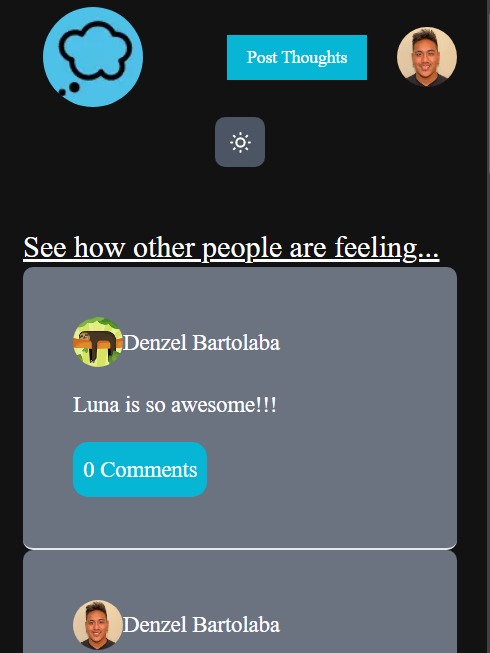 Post Thoughts
See how other people are feeling...
Denzel Bartolaba
Luna is so awesome!!!
0 Comments
Denzel Bartolaba